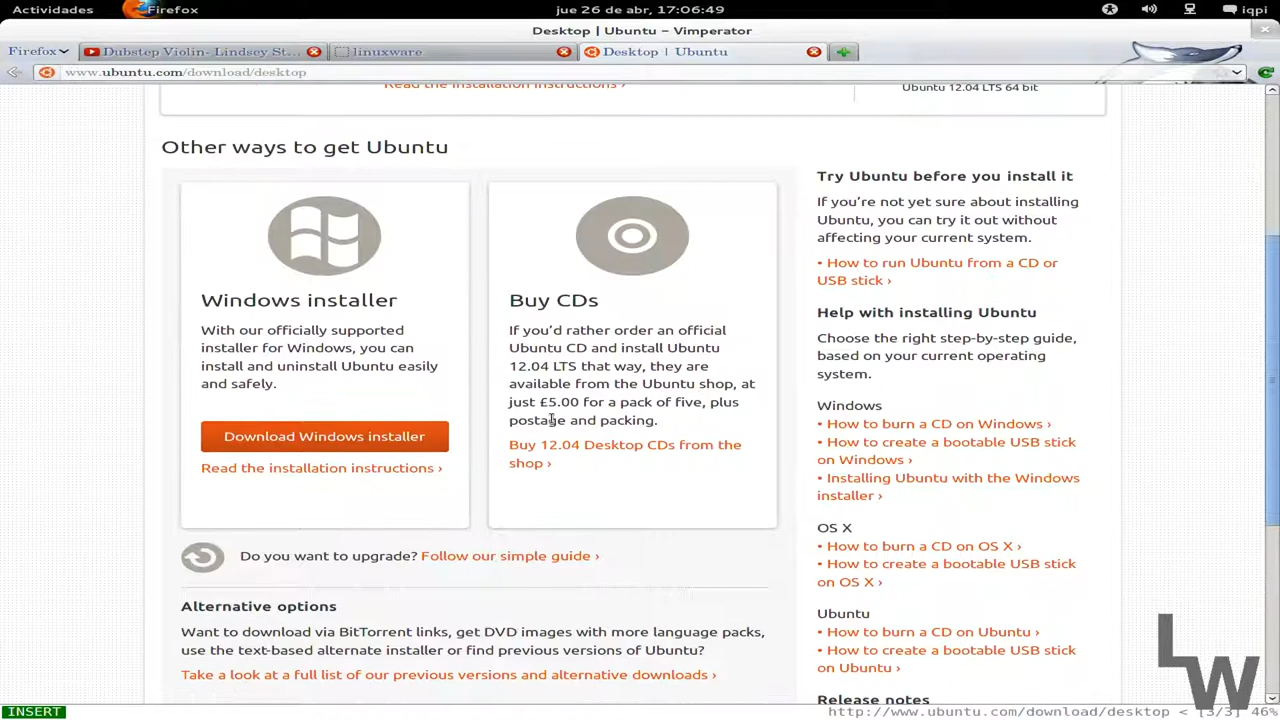 Actividades
Firefox
jue 26 de abr, 17:06:49
iqpi
Desktop | Ubuntu – Vimperator
Firefox
Dubstep Violin- Lindsey St...
linuxware
Desktop | Ubuntu
www.ubuntu.com/download/desktop
Read the installation instructions ›
Ubuntu 12.04 LTS 64 bit
Other ways to get Ubuntu
Windows installer
With our officially supported
installer for Windows, you can
install and uninstall Ubuntu easily
and safely.
Download Windows installer
Read the installation instructions ›
Buy CDs
If you’d rather order an official
Ubuntu CD and install Ubuntu
12.04 LTS that way, they are
available from the Ubuntu shop, at
just £5.00 for a pack of five, plus
postage and packing.
Buy 12.04 Desktop CDs from the
shop ›
Do you want to upgrade? Follow our simple guide ›
Alternative options
Want to download via BitTorrent links, get DVD images with more language packs,
use the text-based alternate installer or find previous versions of Ubuntu?
Take a look at a full list of our previous versions and alternative downloads ›
Try Ubuntu before you install it
If you’re not yet sure about installing
Ubuntu, you can try it out without
affecting your current system.
• How to run Ubuntu from a CD or
USB stick ›
Help with installing Ubuntu
Choose the right step-by-step guide,
based on your current operating
system.
Windows
• How to burn a CD on Windows ›
• How to create a bootable USB stick
on Windows ›
• Installing Ubuntu with the Windows
installer ›
OS X
• How to burn a CD on OS X ›
• How to create a bootable USB stick
on OS X ›
Ubuntu
• How to burn a CD on Ubuntu ›
• How to create a bootable USB stick
on Ubuntu ›
Release notes
LW
INSERT
http://www.ubuntu.com/download/desktop < [3/3] 46%